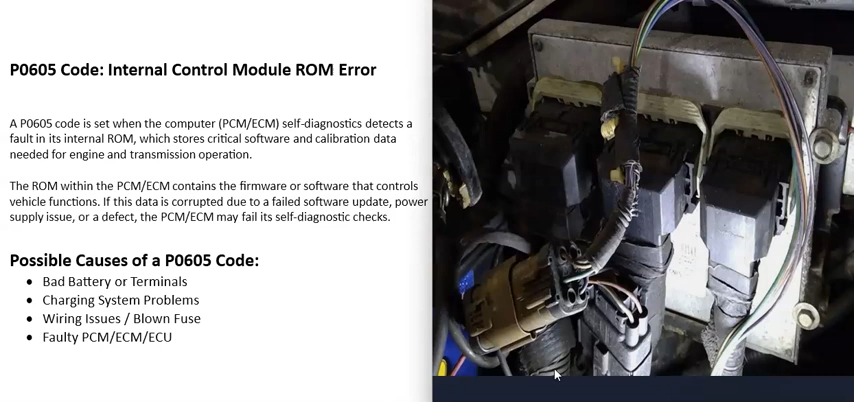 P0605 Code: Internal Control Module ROM Error
A P0605 code is set when the computer (PCM/ECM) self-diagnostics detects a
fault in its internal ROM, which stores critical software and calibration data
needed for engine and transmission operation.
The ROM within the PCM/ECM contains the firmware or software that controls
vehicle functions. If this data is corrupted due to a failed software update, power
supply issue, or a defect, the PCM/ECM may fail its self-diagnostic checks.
Possible Causes of a P0605 Code:
• Bad Battery or Terminals
• Charging System Problems
• Wiring Issues / Blown Fuse
• Faulty PCM/ECM/ECU